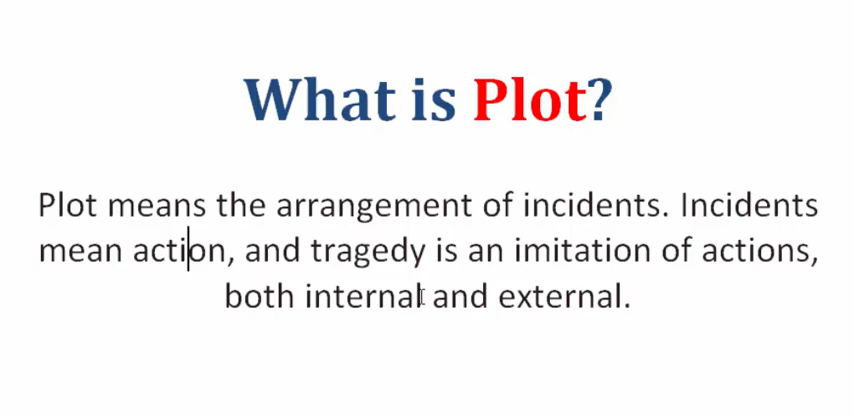 What is Plot?
Plot means the arrangement of incidents. Incidents
mean action, and tragedy is an imitation of actions,
both internal and external.